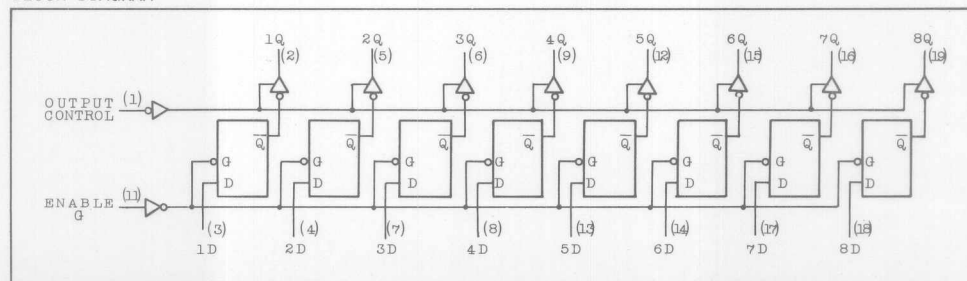 1Q 2Q 3Q 4Q 5Q 6Q 7Q 8Q
(2) (5) (6) (9) (12) (15) (16) (19)
OUTPUT (1)
CONTROL
Q Q Q Q Q Q Q Q
G G G G G G G G
D D D D D D D D
ENABLE (11)
G
(3) (4) (7) (8) (13) (14) (17) (18)
1D 2D 3D 4D 5D 6D 7D 8D